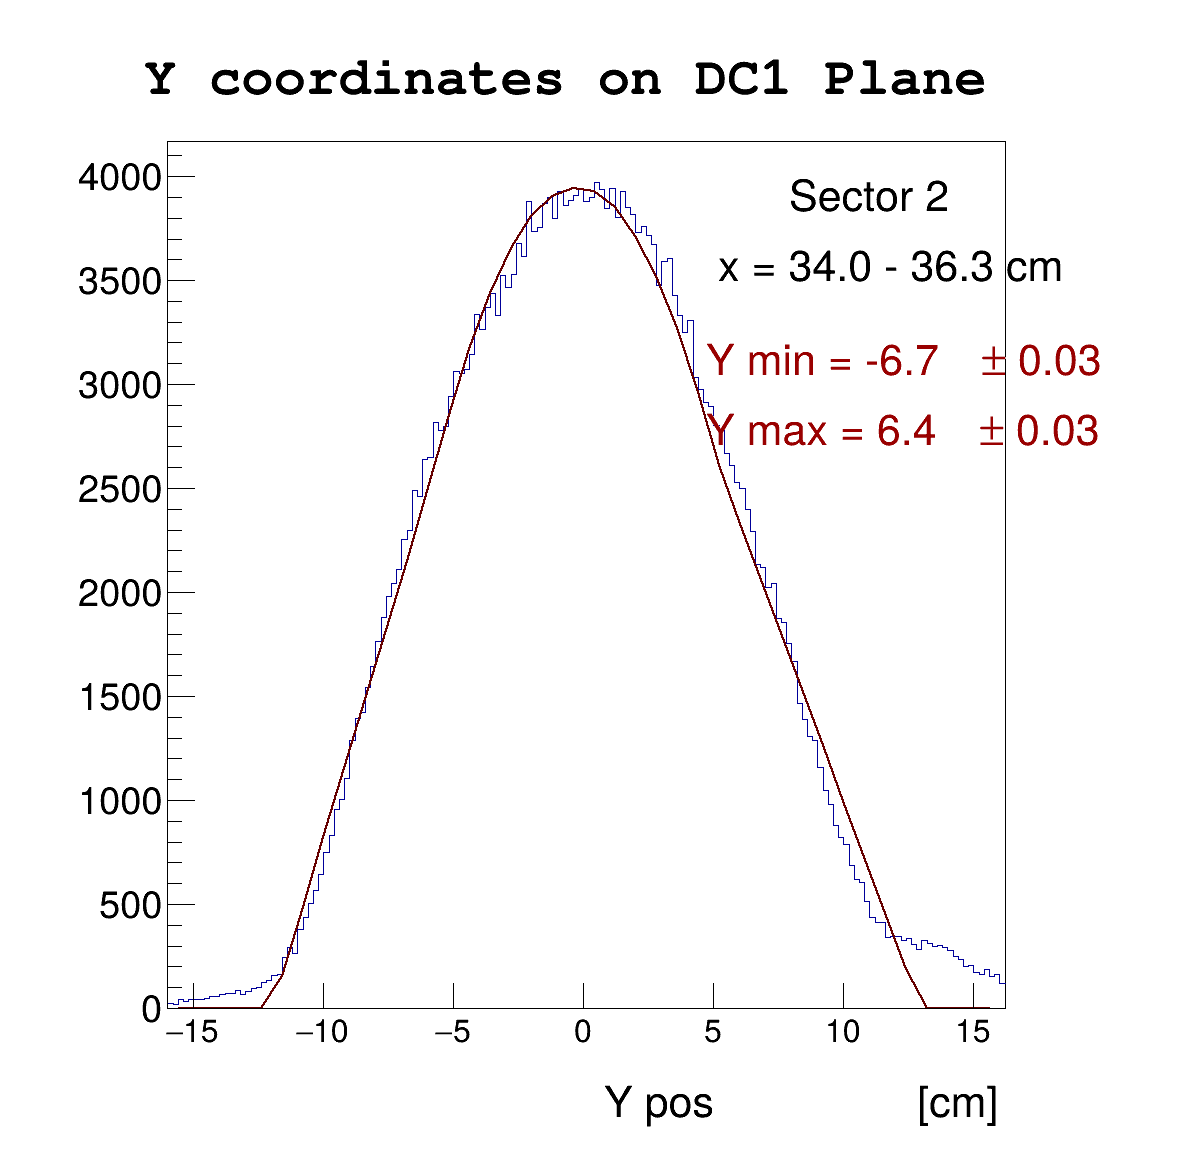 Y coordinates on DC1 Plane
Sector 2
x = 34.0 - 36.3 cm
Y min = -6.7 ± 0.03
Y max = 6.4 ± 0.03
4000
3500
3000
2500
2000
1500
1000
500
0
−15 −10 −5 0 5 10 15
Y pos [cm]